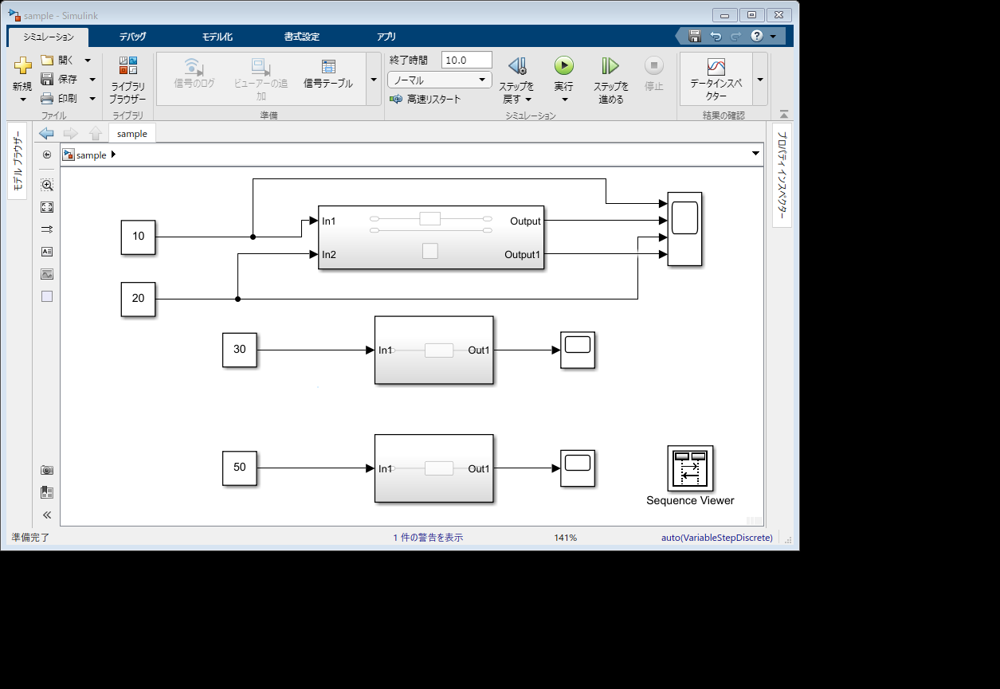 sample - Simulink
シミュレーション デバッグ モデル化 書式設定 アプリ
新規
開く
保存
印刷
ファイル
ライブラリ
ブラウザー
ライブラリ
信号のログ
ビューアーの追
加
信号テーブル
準備
終了時間 10.0
ノーマル
高速リスタート
ステップを
戻す
実行
ステップを
進める
停止
シミュレーション
データインスペ
クター
結果の確認
モデル ブラウザー
sample
sample
プロパティ インスペクター
10
20
In1
In2
Output
Output1
30
In1
Out1
50
In1
Out1
Sequence Viewer
準備完了
1 件の警告を表示
141%
auto(VariableStepDiscrete)